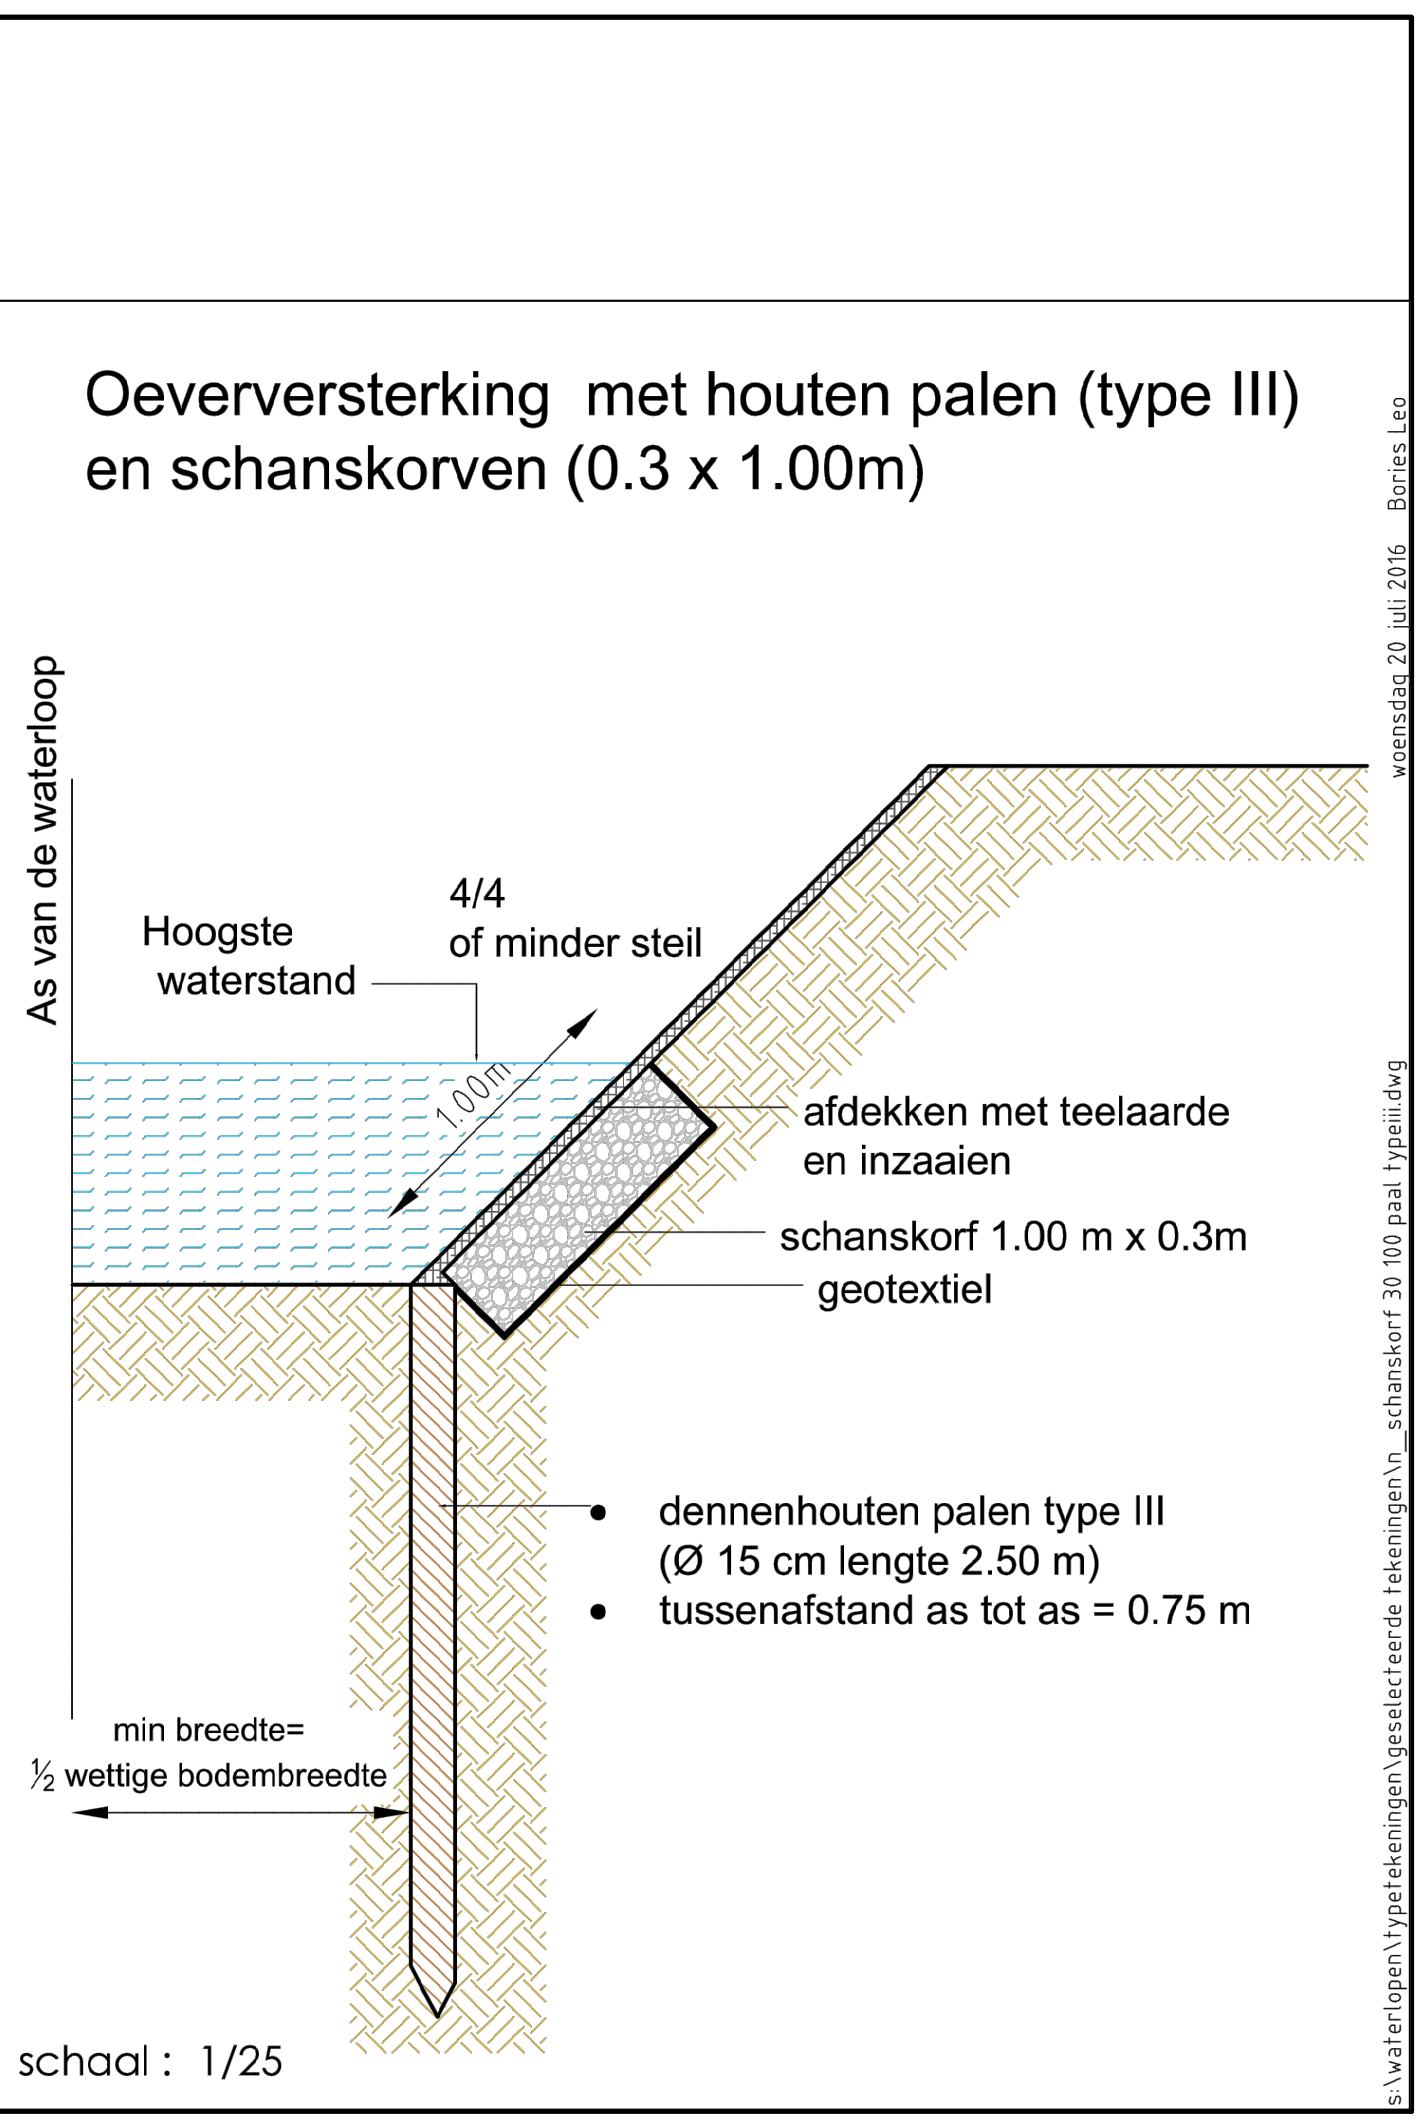 Oeverversterking met houten palen (type III)
en schanskorven (0.3 x 1.00m)
As van de waterloop
4/4
of minder steil
Hoogste
waterstand
1.00m
afdekken met teelaarde
en inzaaien
schanskorf 1.00 m x 0.3m
geotextiel
• dennenhouten palen type III
(Ø 15 cm lengte 2.50 m)
• tussenafstand as tot as = 0.75 m
min breedte=
½ wettige bodembreedte
schaal : 1/25
woensdag 20 juli 2016 Bories Leo
s:\waterlopen\typetekeningen\geselecteerde tekeningen\n_schanskorf 30 100 paal typeiii.dwg